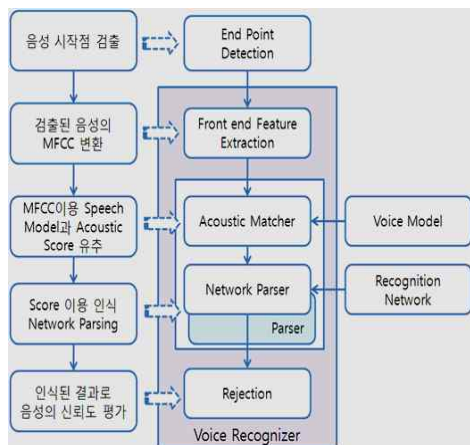 음성 시작점 검출
End Point
Detection
검출된 음성의
MFCC 변환
Front end Feature
Extraction
MFCC이용 Speech
Model과 Acoustic
Score 유추
Acoustic Matcher
Voice Model
Score 이용 인식
Network Parsing
Network Parser
Parser
Recognition
Network
인식된 결과로
음성의 신뢰도 평가
Rejection
Voice Recognizer